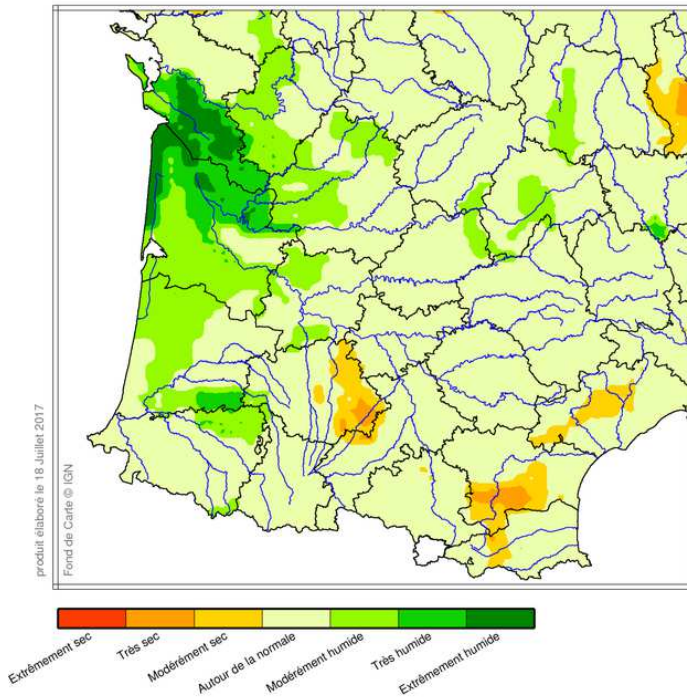 produit élaboré le 18 Juillet 2017
Fond de Carte © IGN
Extrêmement sec
Très sec
Modérément sec
Autour de la normale
Modérément humide
Très humide
Extrêmement humide